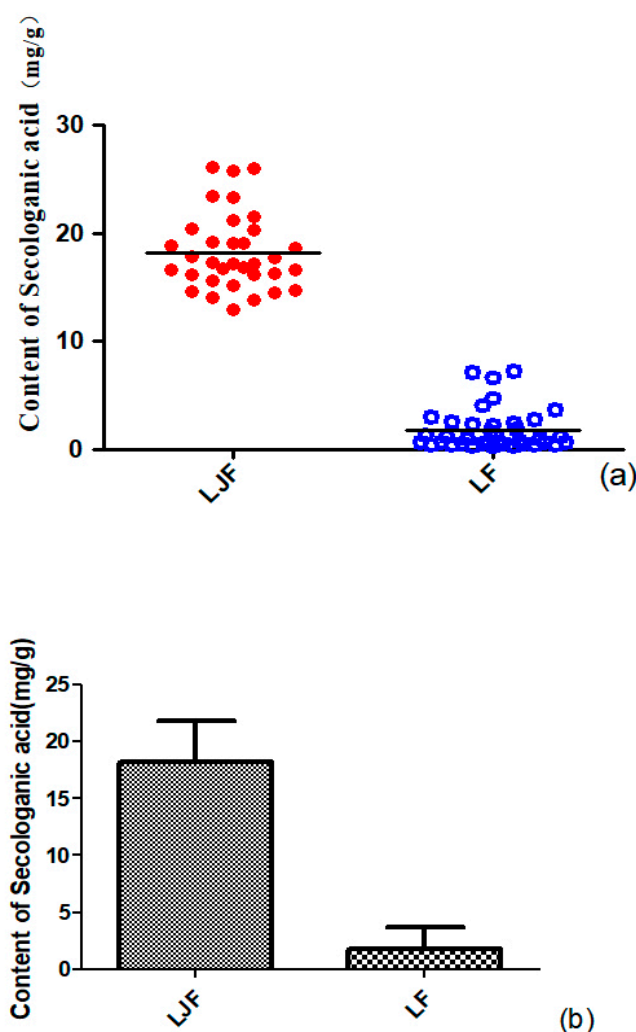 Content of Secologanic acid (mg/g)
30
20
10
0
LJF
LF
(a)
Content of Secologanic acid(mg/g)
25
20
15
10
5
0
LJF
LF
(b)